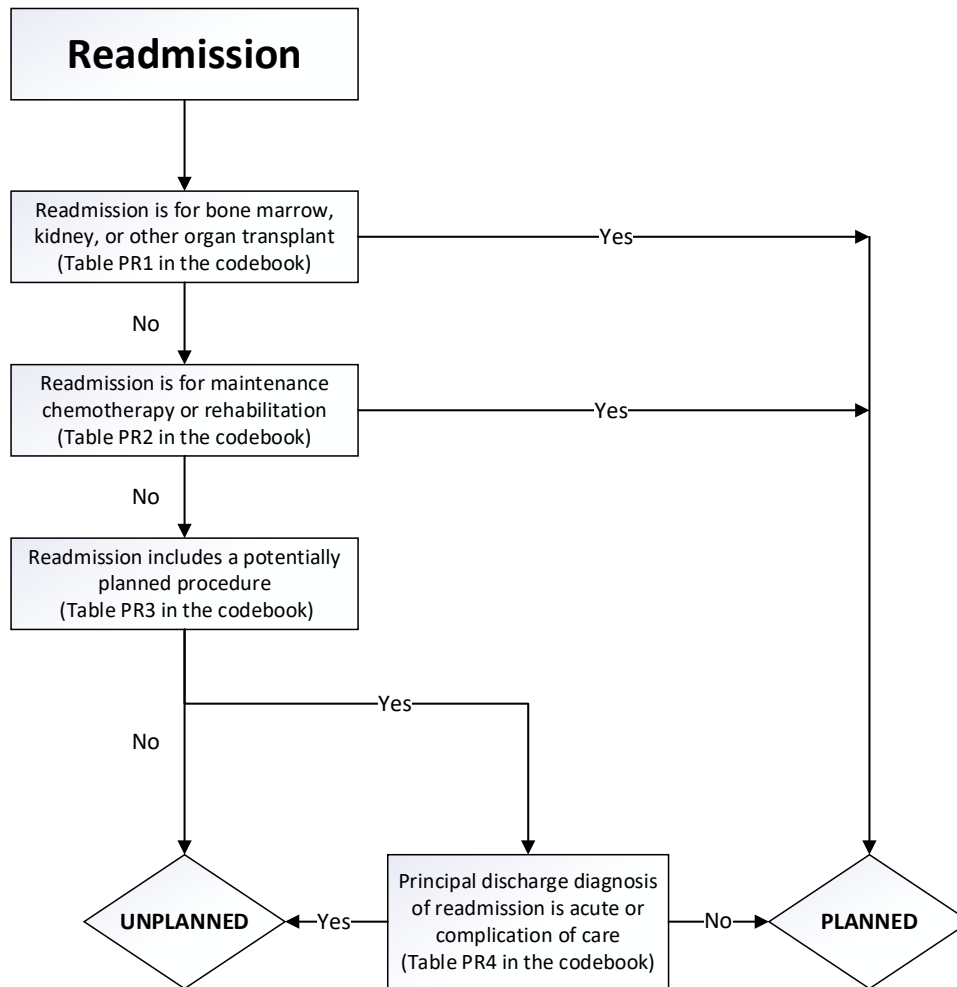 Readmission
Readmission is for bone marrow,
kidney, or other organ transplant
(Table PR1 in the codebook)
Yes
No
Readmission is for maintenance
chemotherapy or rehabilitation
(Table PR2 in the codebook)
Yes
No
Readmission includes a potentially
planned procedure
(Table PR3 in the codebook)
Yes
No
UNPLANNED
Yes
Principal discharge diagnosis
of readmission is acute or
complication of care
(Table PR4 in the codebook)
No
PLANNED